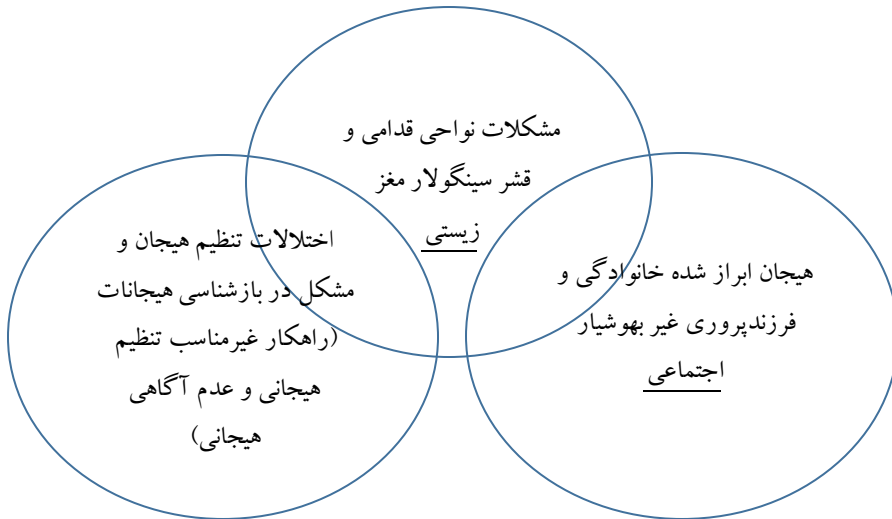 مشکلات نواحی قدامی و
قشر سینگولار مغز
زیستی
هیجان ابراز شده خانوادگی و
فرزندپروری غیر بهوشیار
اجتماعی
اختلالات تنظیم هیجان و
مشکل در بازشناسی هیجانات
(راهکار غیرمناسب تنظیم
هیجانی و عدم آگاهی
هیجانی)